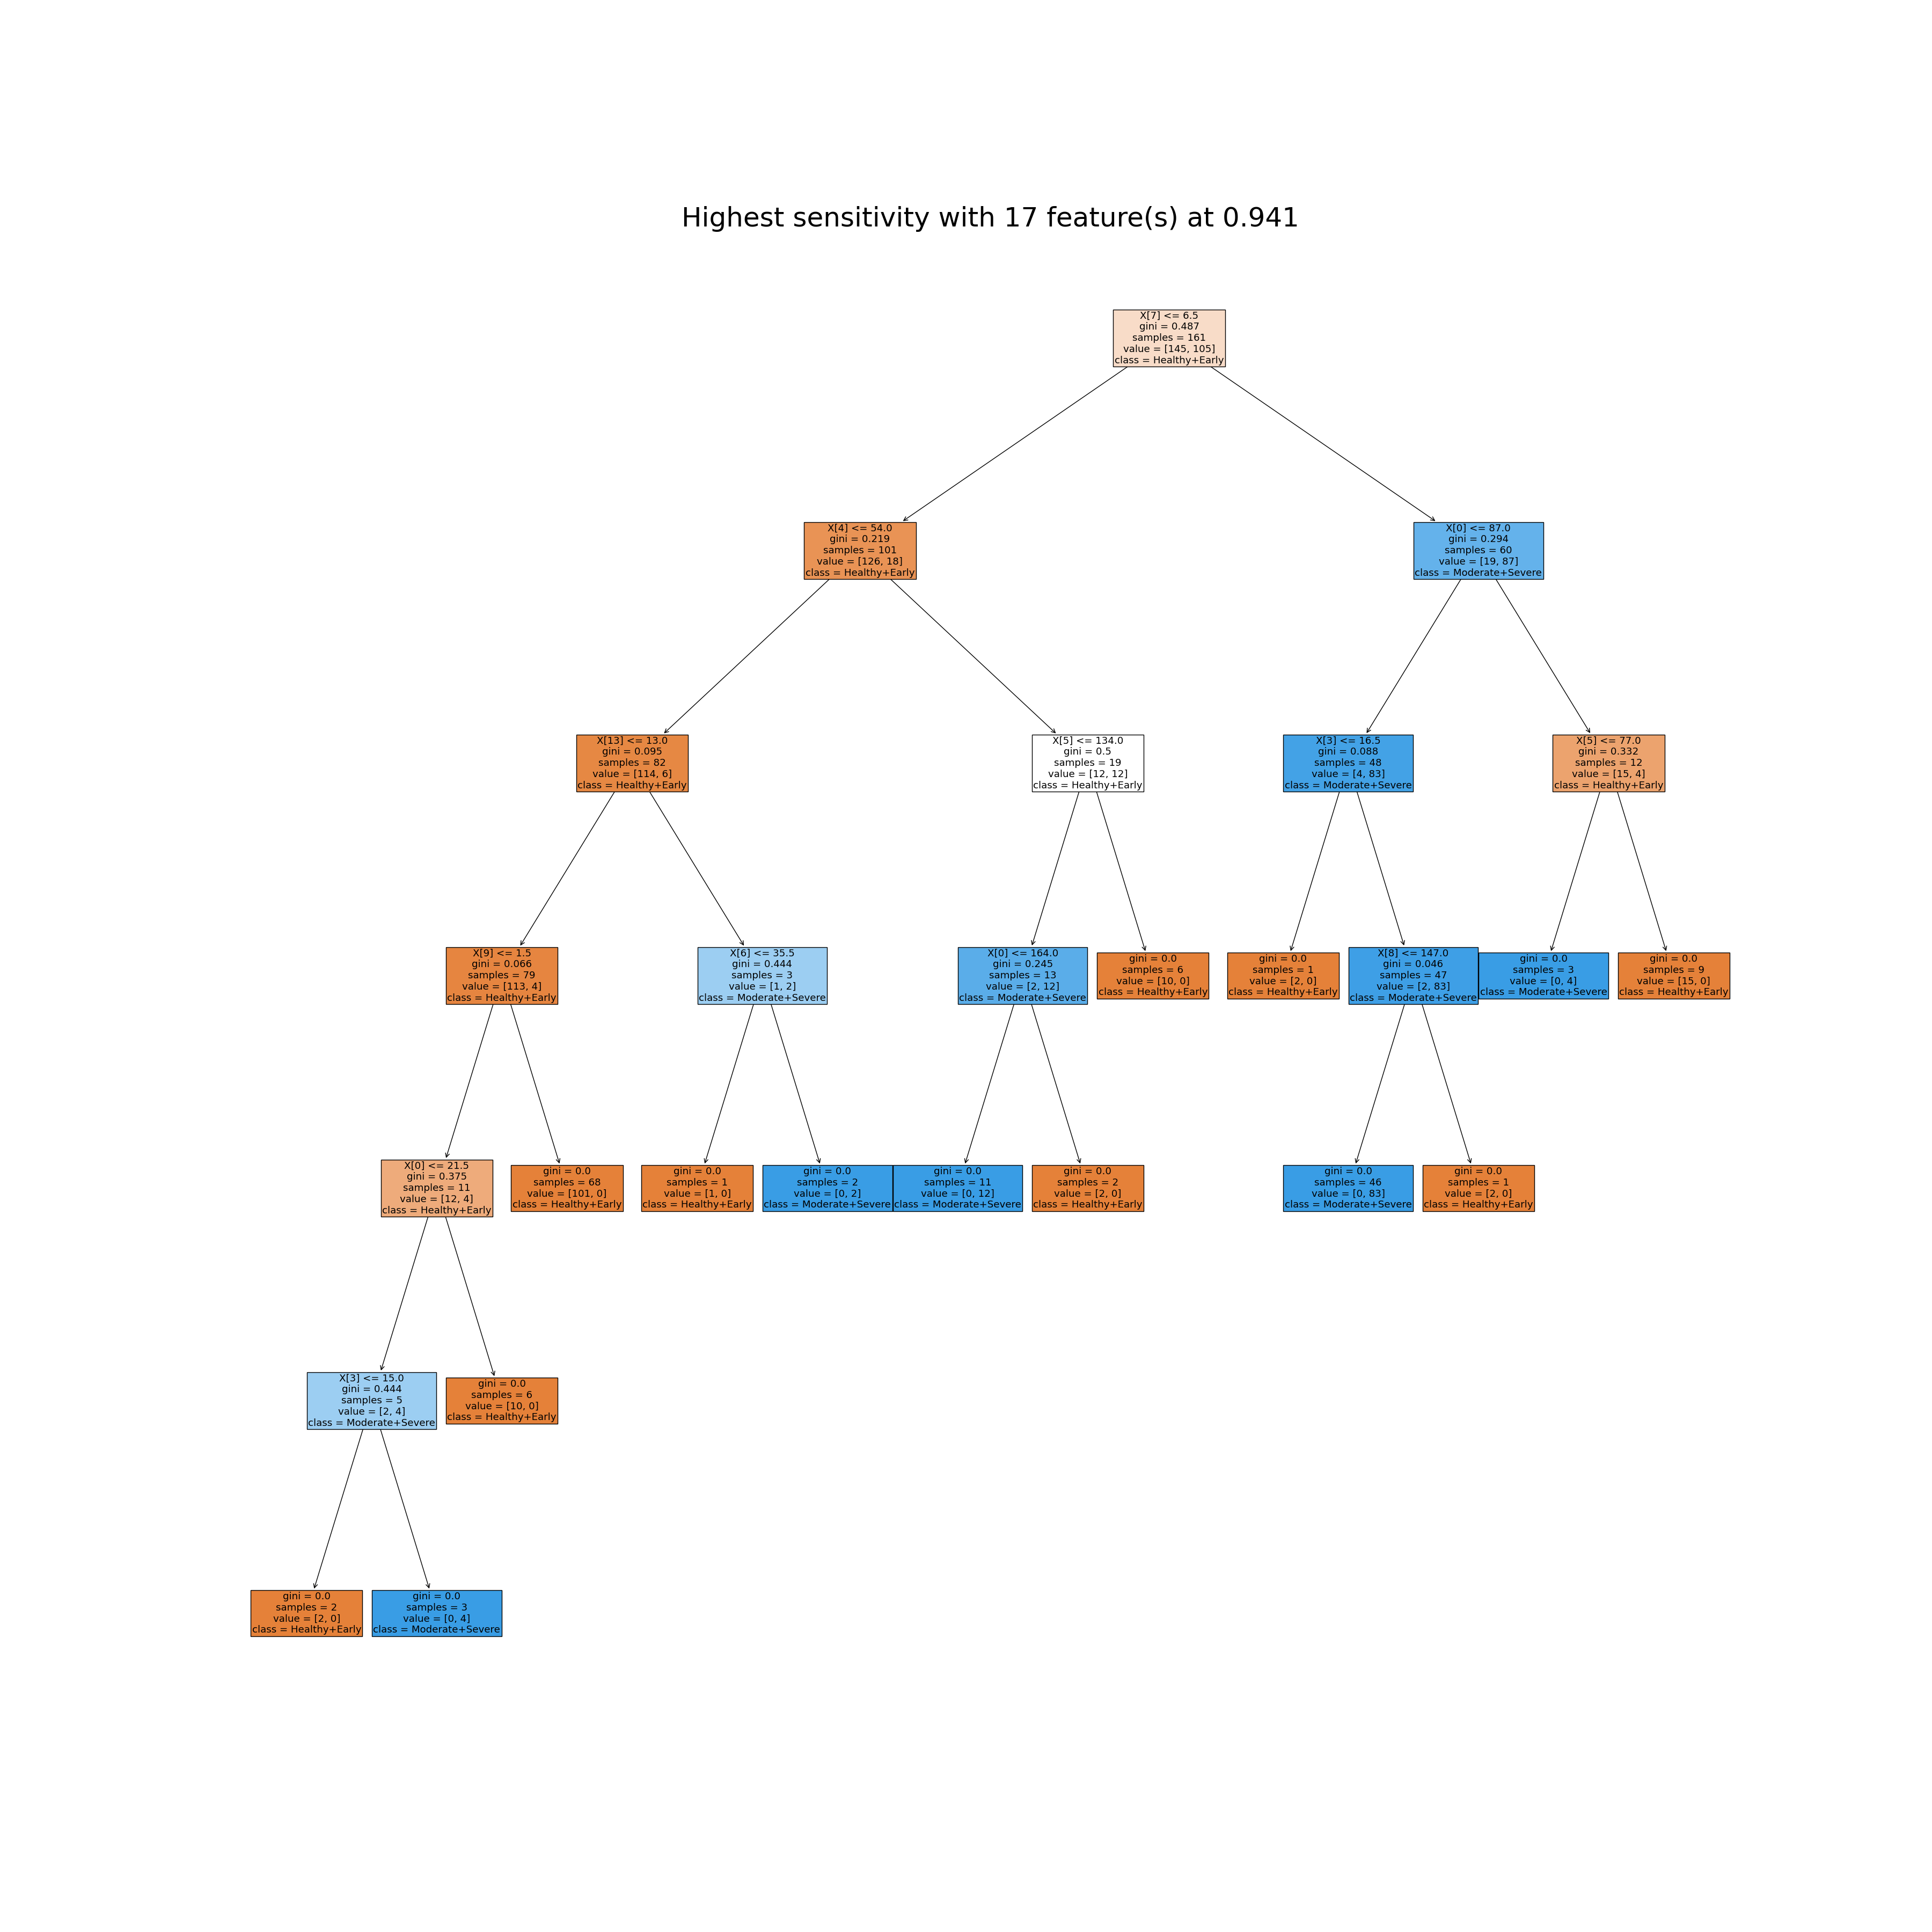 Highest sensitivity with 17 feature(s) at 0.941
X[7] <= 6.5
gini = 0.487
samples = 161
value = [145, 105]
class = Healthy+Early
X[4] <= 54.0
gini = 0.219
samples = 101
value = [126, 18]
class = Healthy+Early
X[0] <= 87.0
gini = 0.294
samples = 60
value = [19, 87]
class = Moderate+Severe
X[13] <= 13.0
gini = 0.095
samples = 82
value = [114, 6]
class = Healthy+Early
X[5] <= 134.0
gini = 0.5
samples = 19
value = [12, 12]
class = Healthy+Early
X[3] <= 16.5
gini = 0.088
samples = 48
value = [4, 83]
class = Moderate+Severe
X[5] <= 77.0
gini = 0.332
samples = 12
value = [15, 4]
class = Healthy+Early
X[9] <= 1.5
gini = 0.066
samples = 79
value = [113, 4]
class = Healthy+Early
X[6] <= 35.5
gini = 0.444
samples = 3
value = [1, 2]
class = Moderate+Severe
X[0] <= 164.0
gini = 0.245
samples = 13
value = [2, 12]
class = Moderate+Severe
gini = 0.0
samples = 6
value = [10, 0]
class = Healthy+Early
gini = 0.0
samples = 1
value = [2, 0]
class = Healthy+Early
X[8] <= 147.0
gini = 0.046
samples = 47
value = [2, 83]
class = Moderate+Severe
gini = 0.0
samples = 3
value = [0, 4]
class = Moderate+Severe
gini = 0.0
samples = 9
value = [15, 0]
class = Healthy+Early
X[0] <= 21.5
gini = 0.375
samples = 11
value = [12, 4]
class = Healthy+Early
gini = 0.0
samples = 68
value = [101, 0]
class = Healthy+Early
gini = 0.0
samples = 1
value = [1, 0]
class = Healthy+Early
gini = 0.0
samples = 2
value = [0, 2]
class = Moderate+Severe
gini = 0.0
samples = 11
value = [0, 12]
class = Moderate+Severe
gini = 0.0
samples = 2
value = [2, 0]
class = Healthy+Early
gini = 0.0
samples = 46
value = [0, 83]
class = Moderate+Severe
gini = 0.0
samples = 1
value = [2, 0]
class = Healthy+Early
X[3] <= 15.0
gini = 0.444
samples = 5
value = [2, 4]
class = Moderate+Severe
gini = 0.0
samples = 6
value = [10, 0]
class = Healthy+Early
gini = 0.0
samples = 2
value = [2, 0]
class = Healthy+Early
gini = 0.0
samples = 3
value = [0, 4]
class = Moderate+Severe